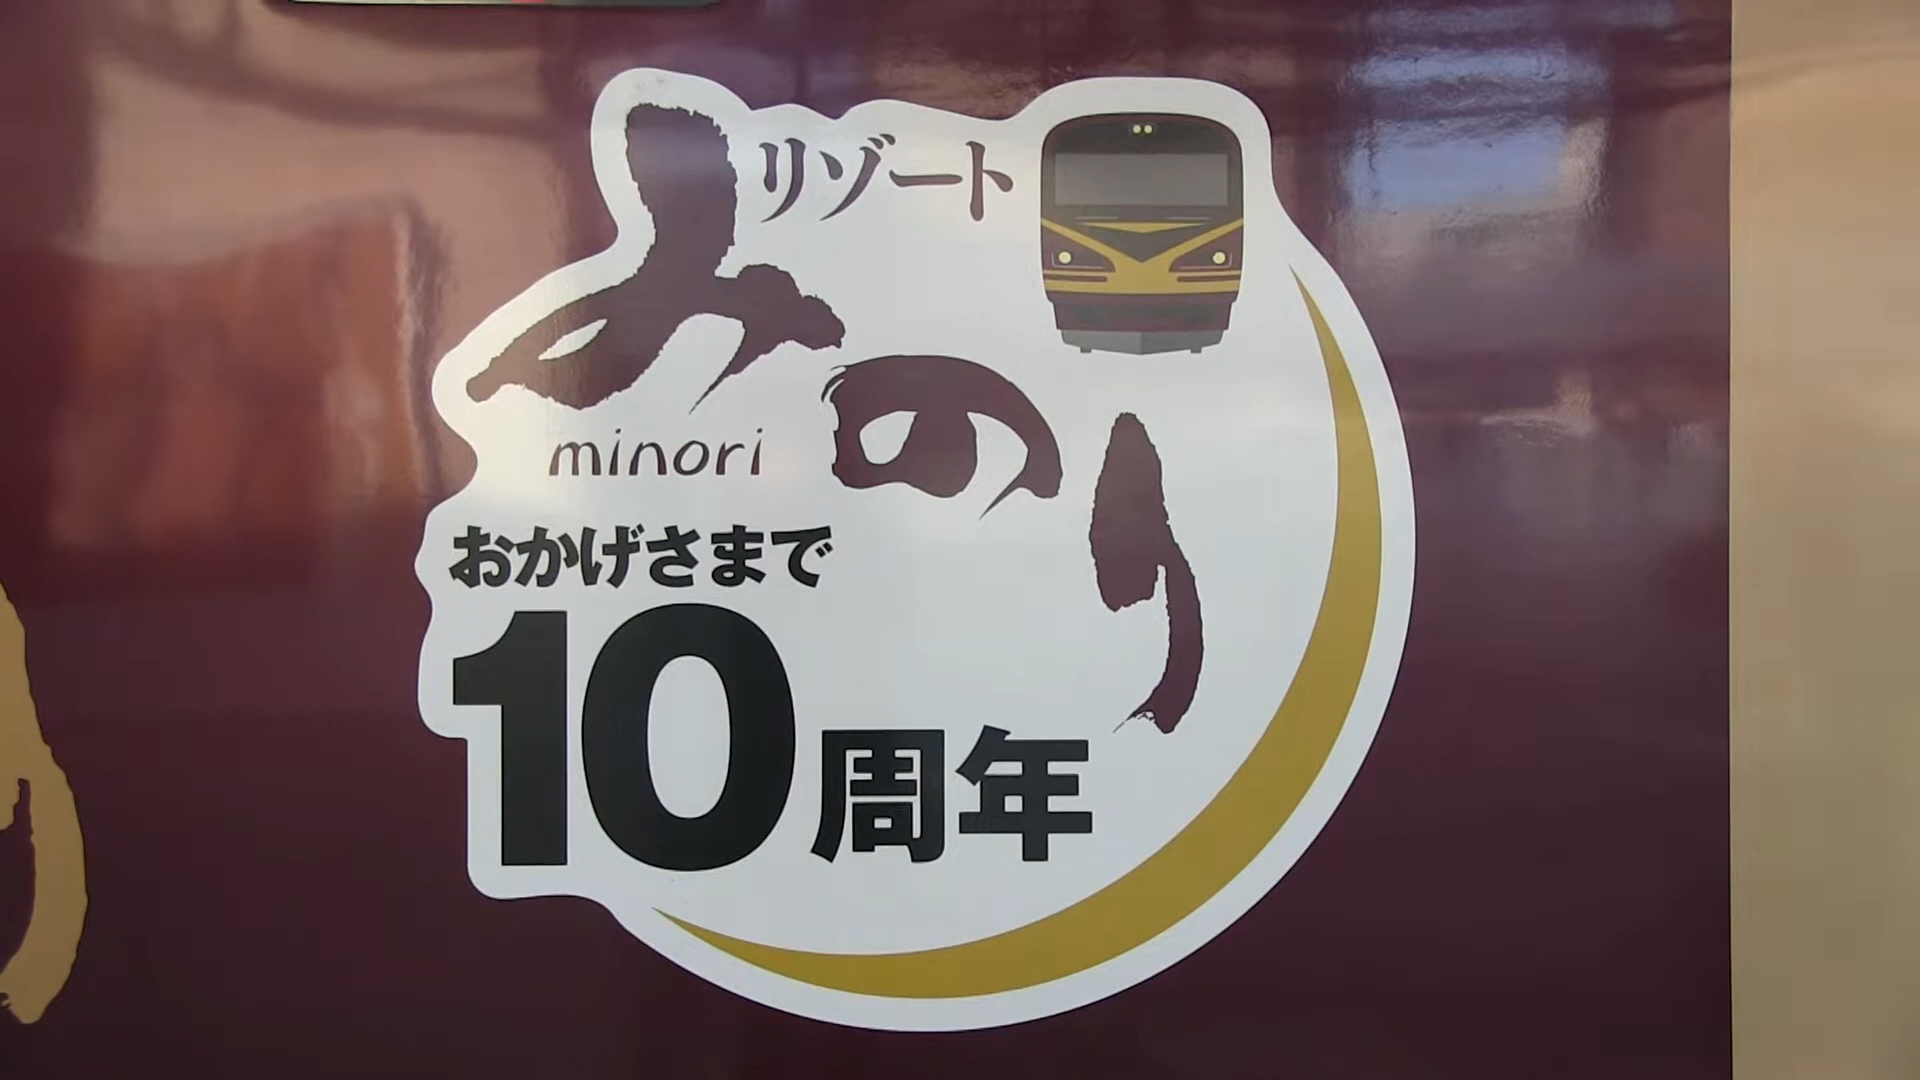 リゾート
みのり
minori
おかげさまで
10周年